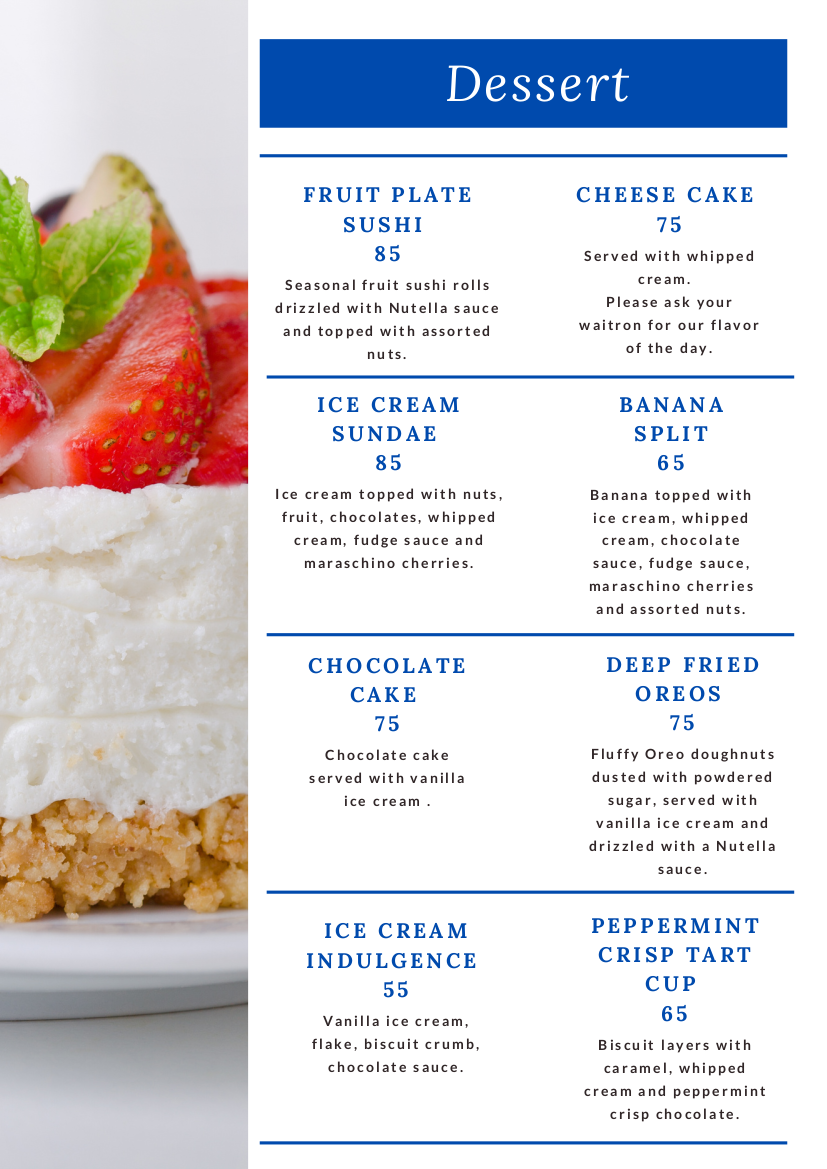 Dessert
FRUIT PLATE
SUSHI
85
Seasonal fruit sushi rolls
drizzled with Nutella sauce
and topped with assorted
nuts.
CHEESE CAKE
75
Served with whipped
cream.
Please ask your
waitron for our flavor
of the day.
ICE CREAM
SUNDAE
85
Ice cream topped with nuts,
fruit, chocolates, whipped
cream, fudge sauce and
maraschino cherries.
BANANA
SPLIT
65
Banana topped with
ice cream, whipped
cream, chocolate
sauce, fudge sauce,
maraschino cherries
and assorted nuts.
CHOCOLATE
CAKE
75
Chocolate cake
served with vanilla
ice cream .
DEEP FRIED
OREOS
75
Fluffy Oreo doughnuts
dusted with powdered
sugar, served with
vanilla ice cream and
drizzled with a Nutella
sauce.
ICE CREAM
INDULGENCE
55
Vanilla ice cream,
flake, biscuit crumb,
chocolate sauce.
PEPPERMINT
CRISP TART
CUP
65
Biscuit layers with
caramel, whipped
cream and peppermint
crisp chocolate.